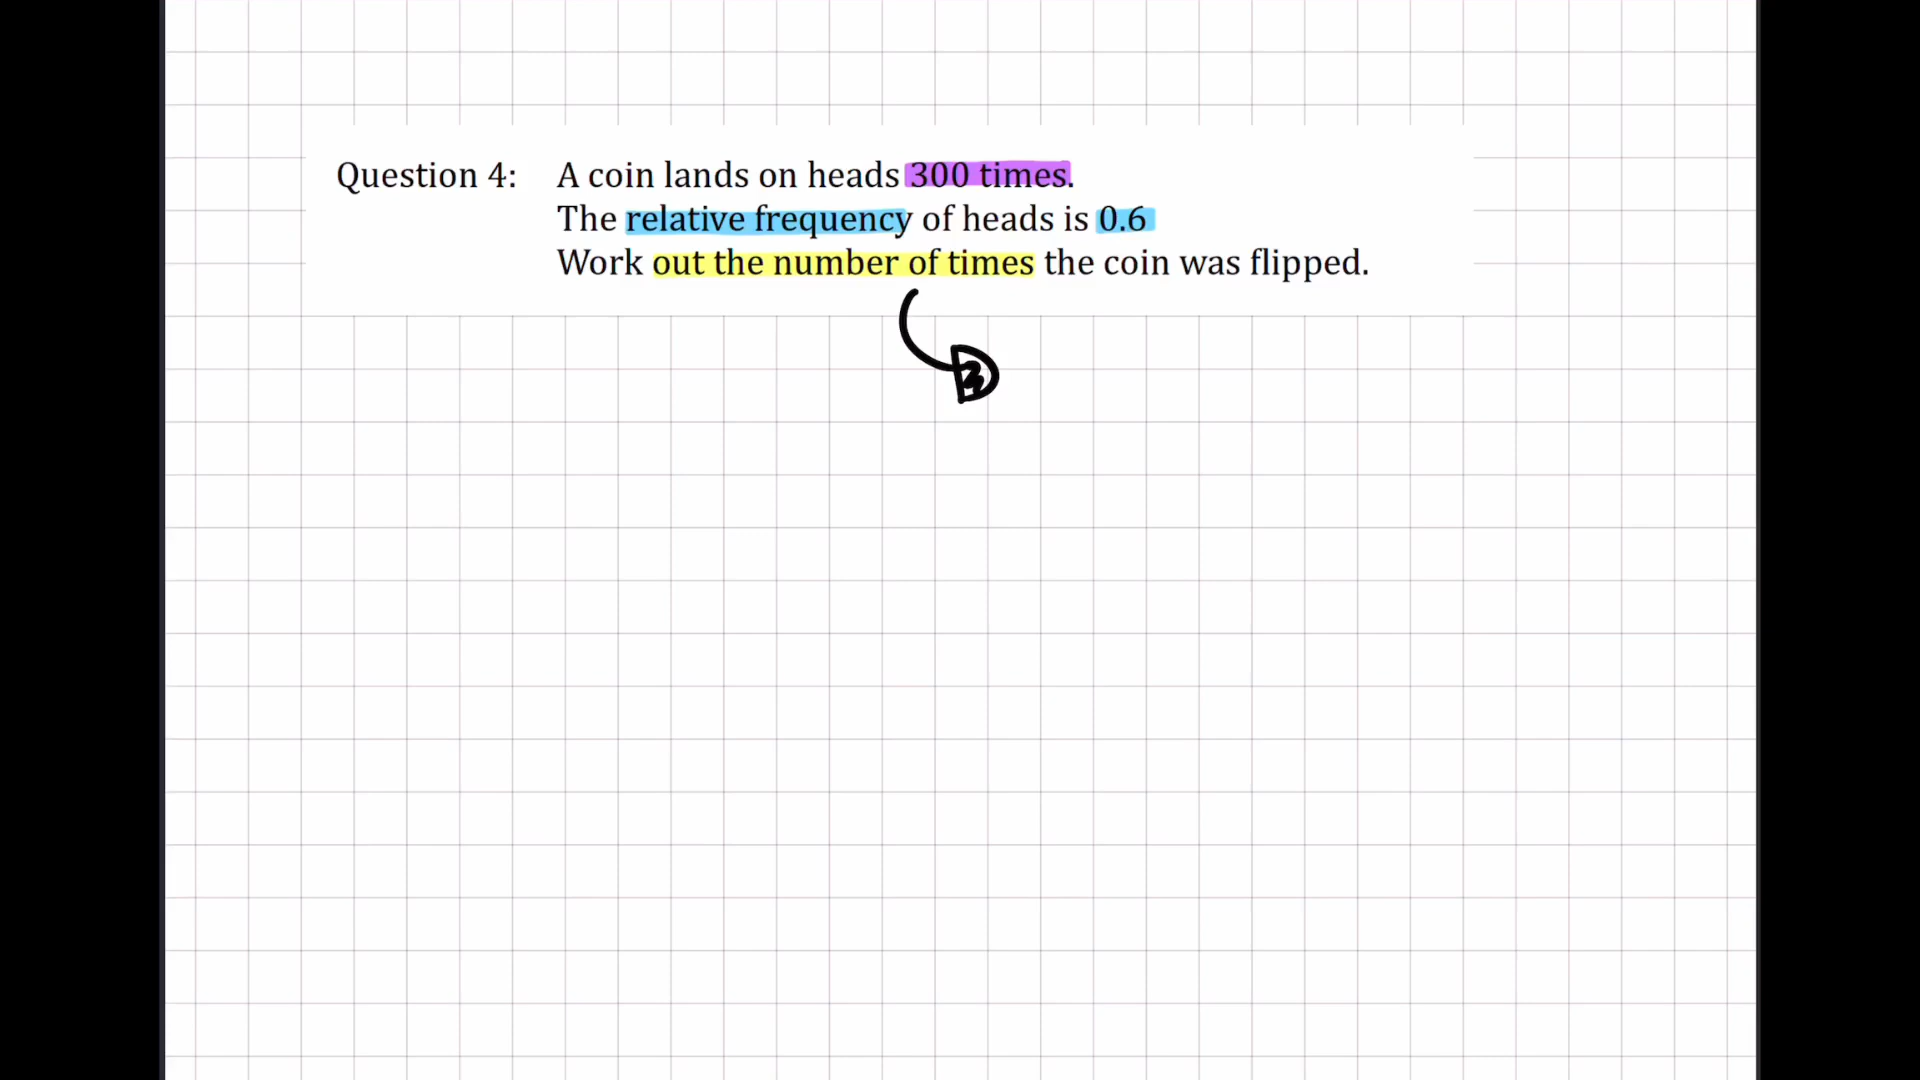 Question 4: A coin lands on heads 300 times.
The relative frequency of heads is 0.6
Work out the number of times the coin was flipped.